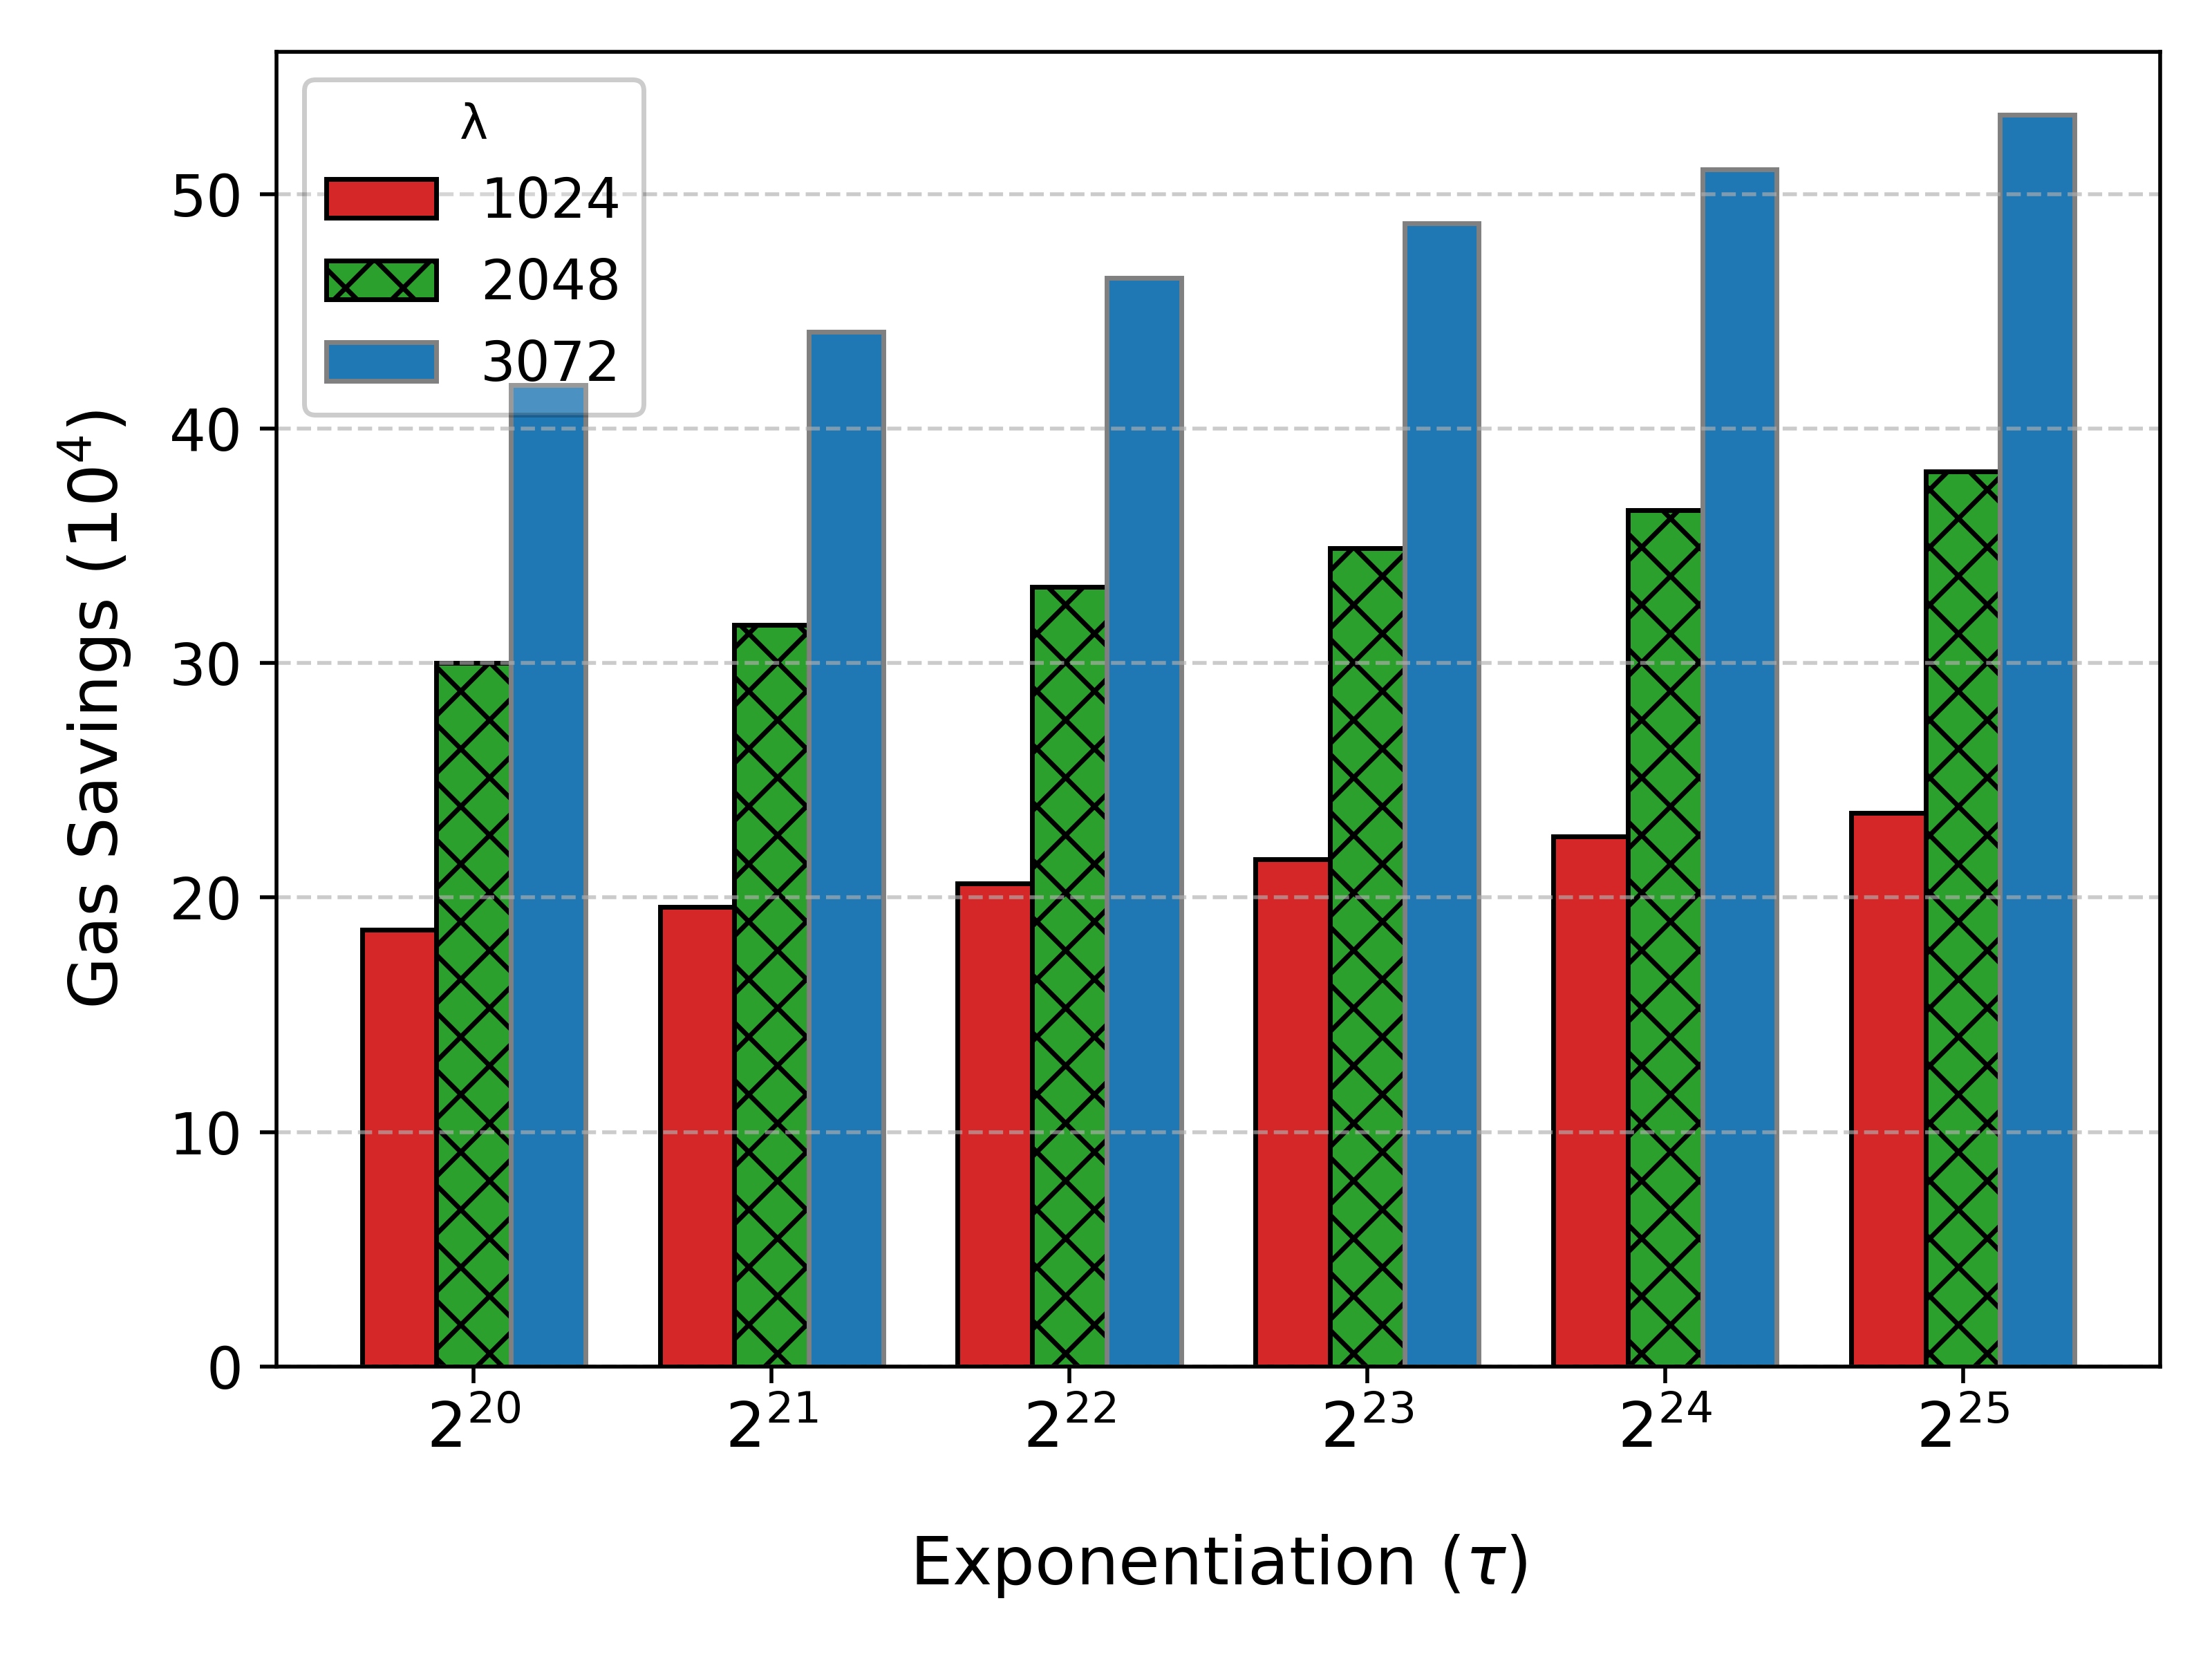 λ
1024
2048
3072
50
40
30
20
10
0
Gas Savings (10⁴)
2²⁰ 2²¹ 2²² 2²³ 2²⁴ 2²⁵
Exponentiation (τ)